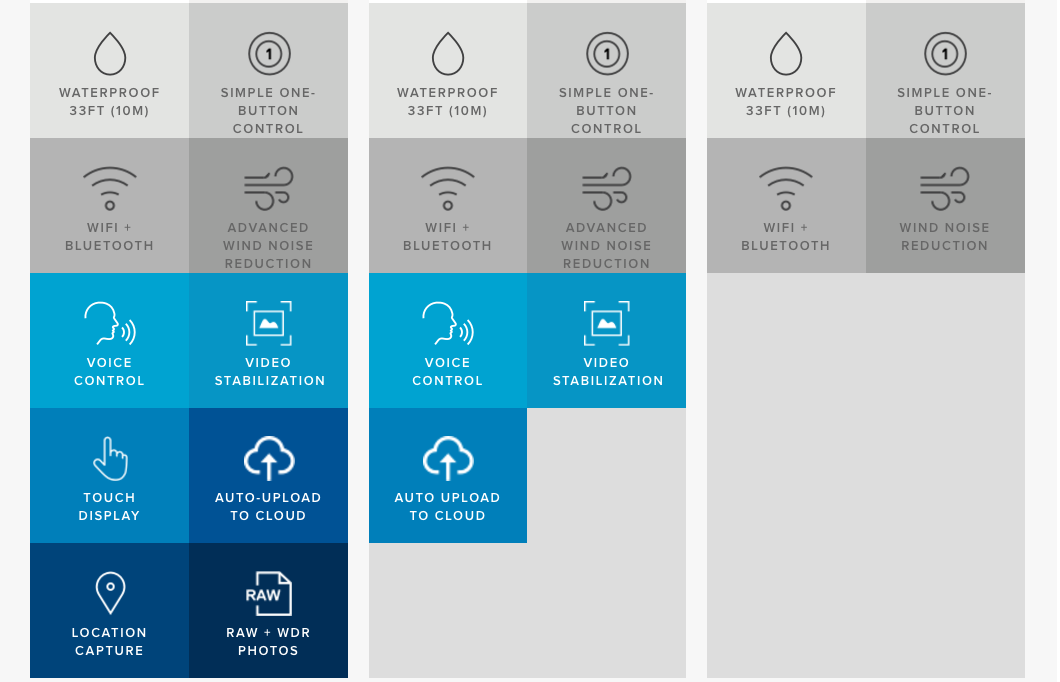 1
WATERPROOF
33FT (10M)
SIMPLE ONE-
BUTTON
CONTROL
WIFI +
BLUETOOTH
ADVANCED
WIND NOISE
REDUCTION
VOICE
CONTROL
VIDEO
STABILIZATION
TOUCH
DISPLAY
AUTO-UPLOAD
TO CLOUD
LOCATION
CAPTURE
RAW
RAW + WDR
PHOTOS
1
WATERPROOF
33FT (10M)
SIMPLE ONE-
BUTTON
CONTROL
WIFI +
BLUETOOTH
ADVANCED
WIND NOISE
REDUCTION
VOICE
CONTROL
VIDEO
STABILIZATION
AUTO UPLOAD
TO CLOUD
1
WATERPROOF
33FT (10M)
SIMPLE ONE-
BUTTON
CONTROL
WIFI +
BLUETOOTH
WIND NOISE
REDUCTION